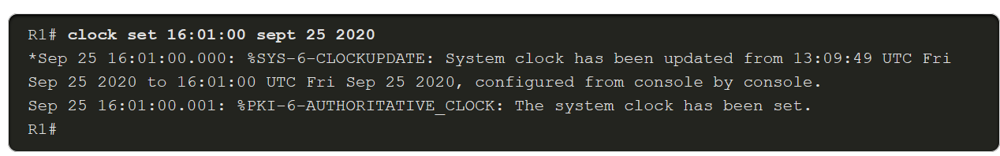 R1# clock set 16:01:00 sept 25 2020
*Sep 25 16:01:00.000: %SYS-6-CLOCKUPDATE: System clock has been updated from 13:09:49 UTC Fri
Sep 25 2020 to 16:01:00 UTC Fri Sep 25 2020, configured from console by console.
Sep 25 16:01:00.001: %PKI-6-AUTHORITATIVE_CLOCK: The system clock has been set.
R1#